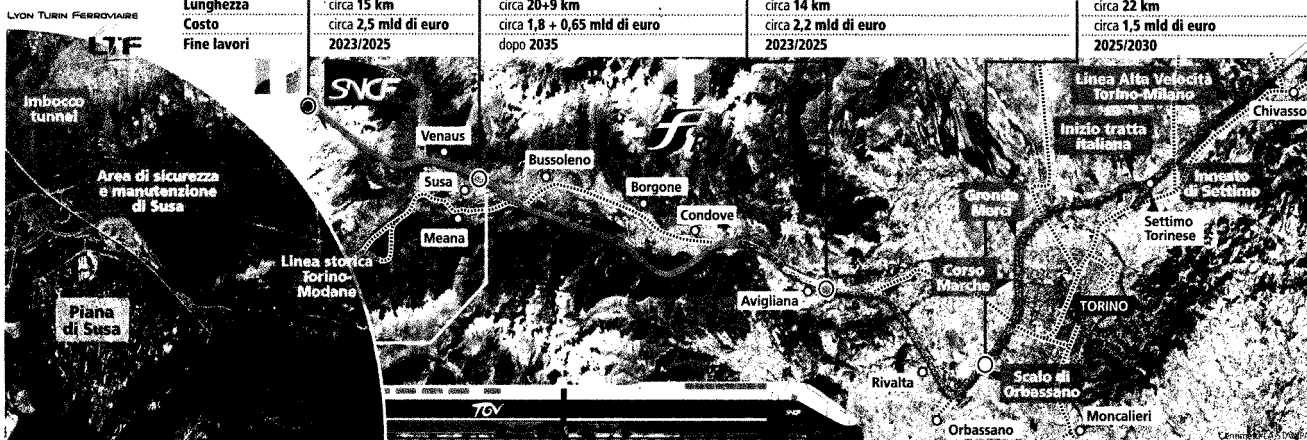 LYON TURIN FERROVIAIRE
LTF
Lunghezza circa 15 km circa 20+9 km circa 14 km circa 22 km
Costo circa 2,5 mld di euro circa 1,8 + 0,65 mld di euro circa 2,2 mld di euro circa 1,5 mld di euro
Fine lavori 2023/2025 dopo 2035 2023/2025 2025/2030
SNCF
Imbocco
tunnel
Area di sicurezza
e manutenzione
di Susa
Piana
di Susa
Linea storica
Torino-
Modane
Venaus
Susa
Meana
Bussoleno
Borgone
Condove
Avigliana
Linea Alta Velocità
Torino-Milano
Chivasso
Inizio tratta
italiana
Innesto
di Settimo
Gronda
Merci
Settimo
Torinese
Corso
Marche
TORINO
Rivalta
Scalo di
Orbassano
Orbassano
Moncalieri
TGV
SNCF